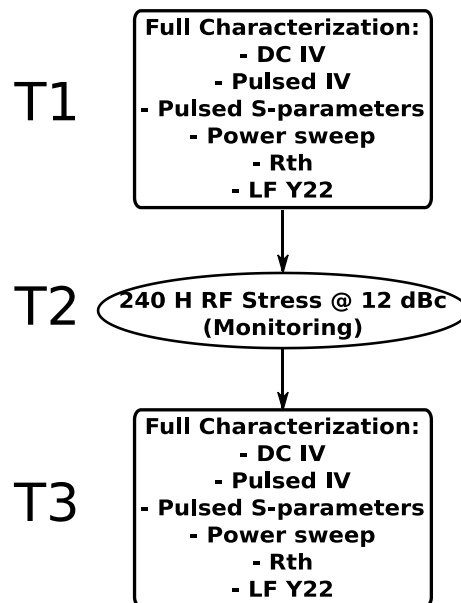 T1
Full Characterization:
- DC IV
- Pulsed IV
- Pulsed S-parameters
- Power sweep
- Rth
- LF Y22
T2
240 H RF Stress @ 12 dBc
(Monitoring)
T3
Full Characterization:
- DC IV
- Pulsed IV
- Pulsed S-parameters
- Power sweep
- Rth
- LF Y22